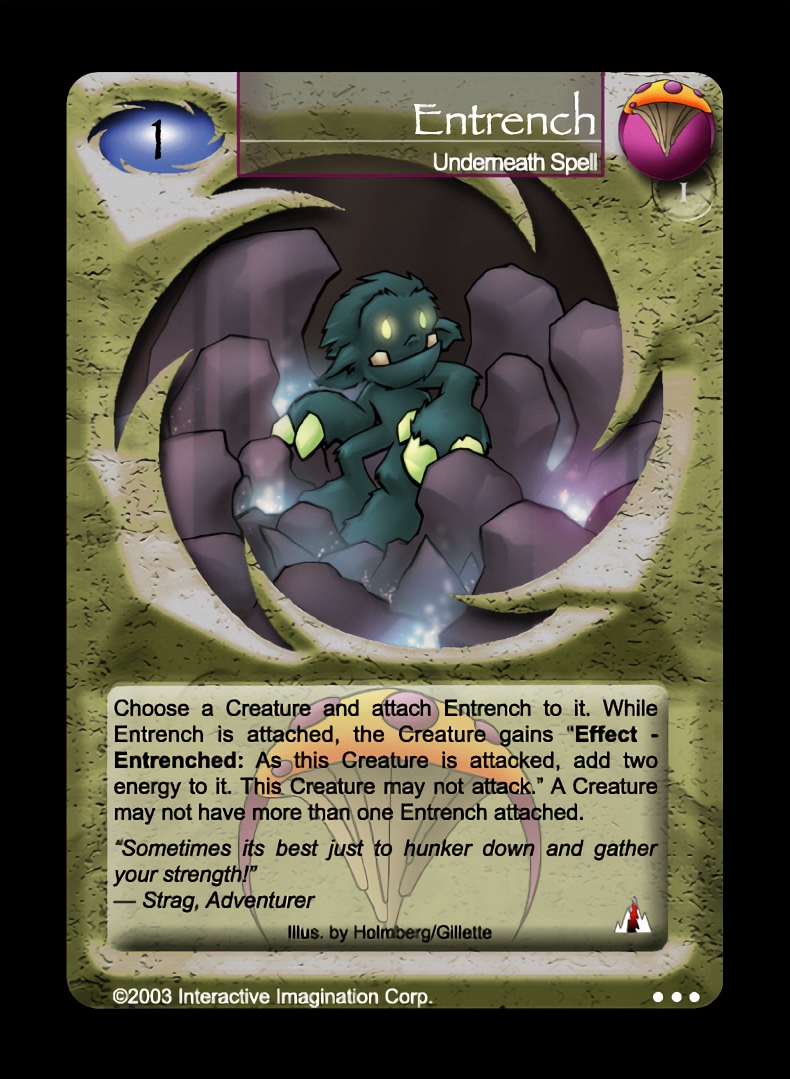 1
Entrench
Underneath Spell
I
Choose a Creature and attach Entrench to it. While
Entrench is attached, the Creature gains "Effect -
Entrenched: As this Creature is attacked, add two
energy to it. This Creature may not attack." A Creature
may not have more than one Entrench attached.
"Sometimes its best just to hunker down and gather
your strength!"
— Strag, Adventurer
Illus. by Holmberg/Gillette
©2003 Interactive Imagination Corp.